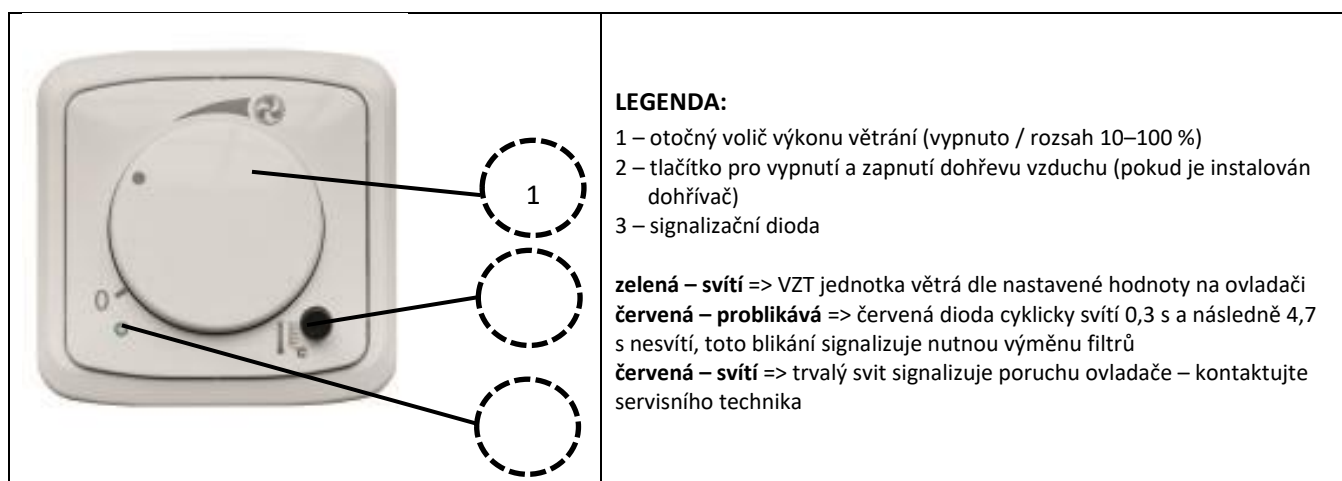 0
°C
1
LEGENDA:
1 – otočný volič výkonu větrání (vypnuto / rozsah 10–100 %)
2 – tlačítko pro vypnutí a zapnutí dohřevu vzduchu (pokud je instalován
dohřívač)
3 – signalizační dioda
zelená – svítí => VZT jednotka větrá dle nastavené hodnoty na ovladači
červená – problikává => červená dioda cyklicky svítí 0,3 s a následně 4,7
s nesvítí, toto blikání signalizuje nutnou výměnu filtrů
červená – svítí => trvalý svit signalizuje poruchu ovladače – kontaktujte
servisního technika